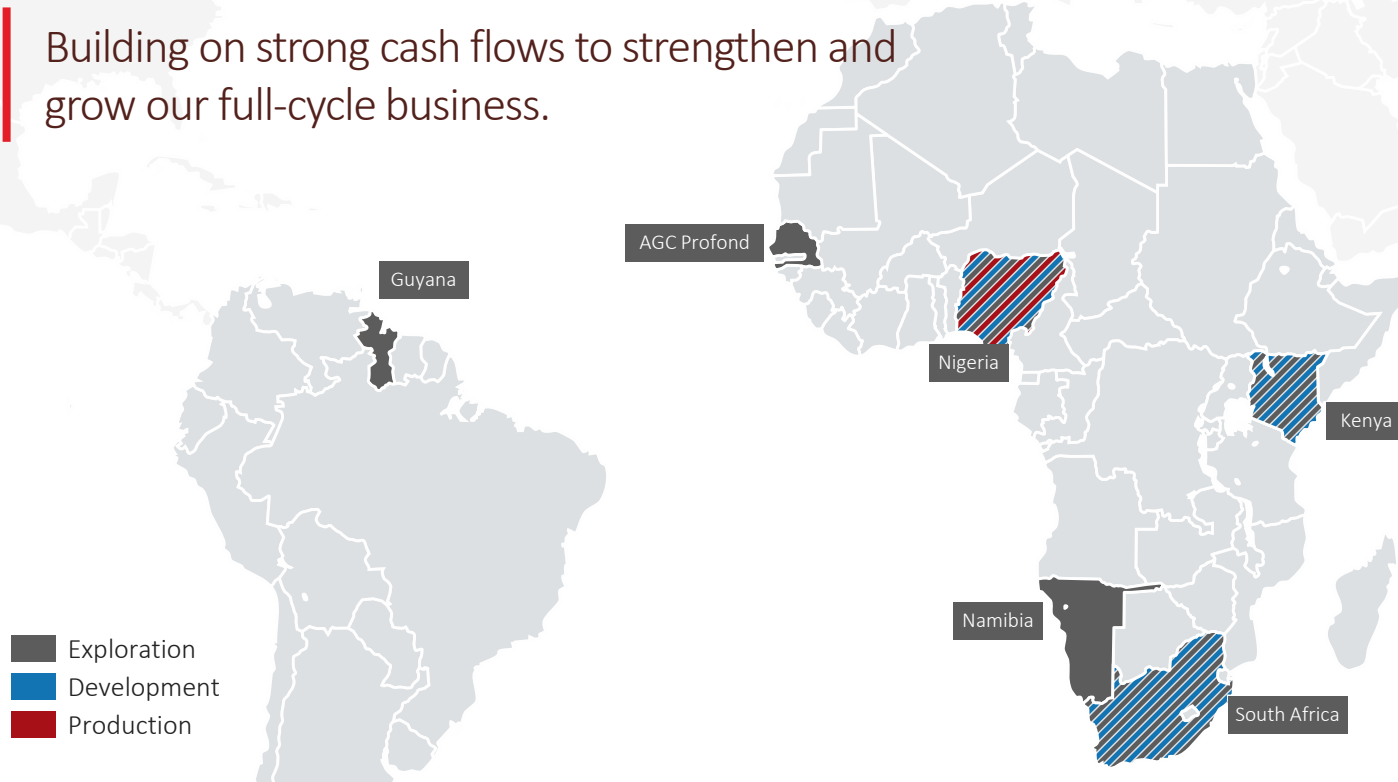 Building on strong cash flows to strengthen and
grow our full-cycle business.
AGC Profond
Guyana
Nigeria
Kenya
Namibia
South Africa
Exploration
Development
Production